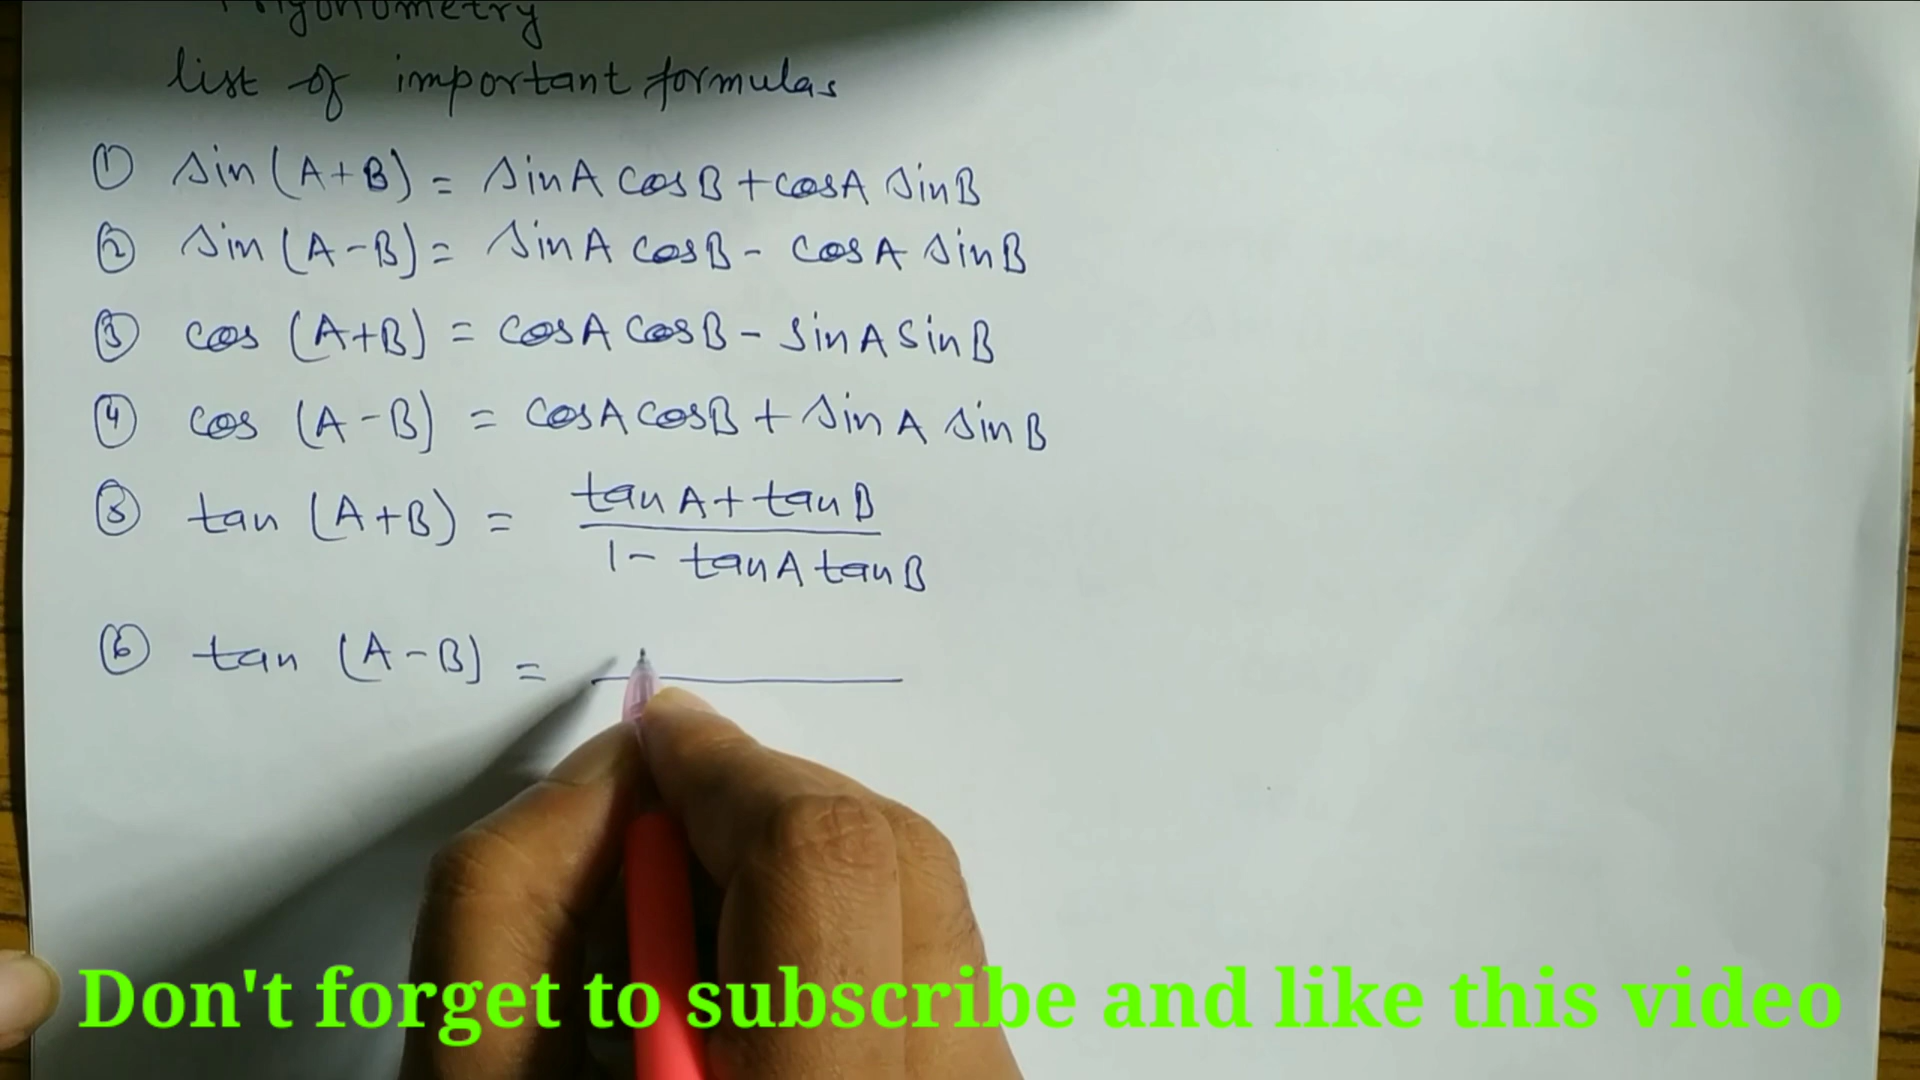 Trigonometry
list of important formulas
① sin (A+B) = sinA cosB + cosA sinB
② sin (A-B) = sinA cosB - cosA sinB
③ cos (A+B) = cosA cosB - sinA sinB
④ cos (A-B) = cosA cosB + sinA sinB
⑤ tan (A+B) = tanA + tanB
1 - tanA tanB
⑥ tan (A-B) =
Don't forget to subscribe and like this video